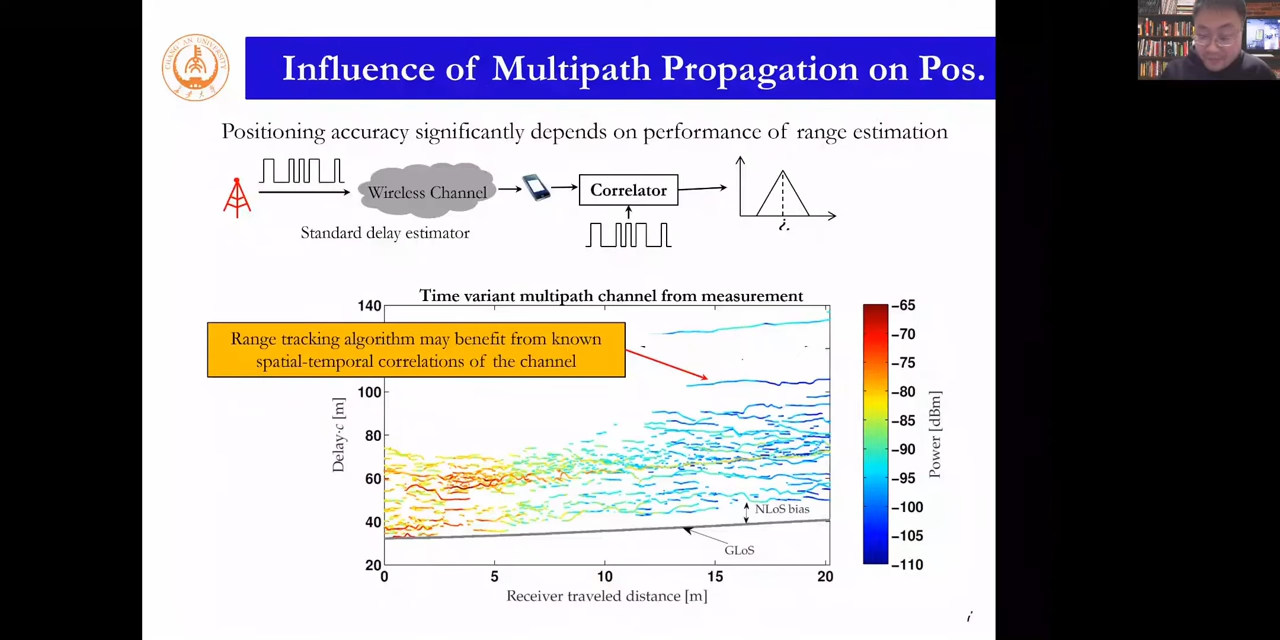 CHANG'AN UNIVERSITY
Influence of Multipath Propagation on Pos.
Positioning accuracy significantly depends on performance of range estimation
Wireless Channel
Correlator
Standard delay estimator
Time variant multipath channel from measurement
Range tracking algorithm may benefit from known
spatial-temporal correlations of the channel
140
100
80
60
40
20
Delay·c [m]
0
5
10
15
20
Receiver traveled distance [m]
NLoS bias
GLoS
-65
-70
-75
-80
-85
-90
-95
-100
-105
-110
Power [dBm]
i